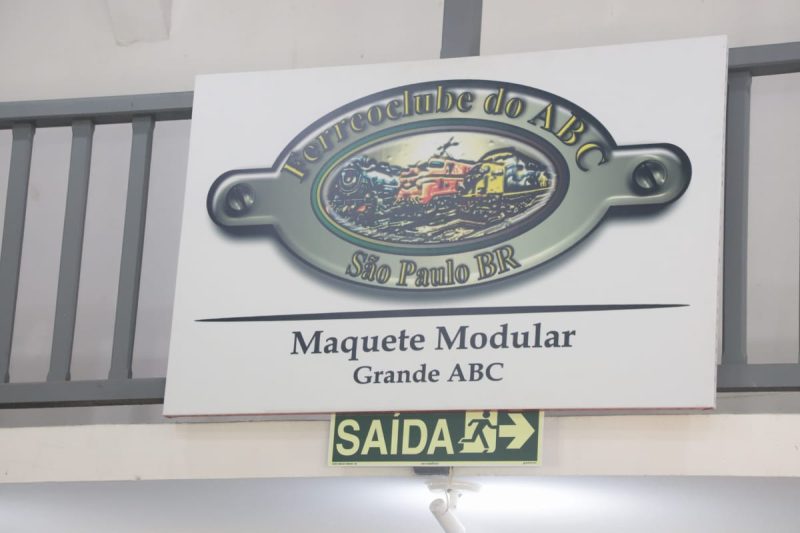 Ferreoclube do ABC
São Paulo BR
Maquete Modular
Grande ABC
SAÍDA